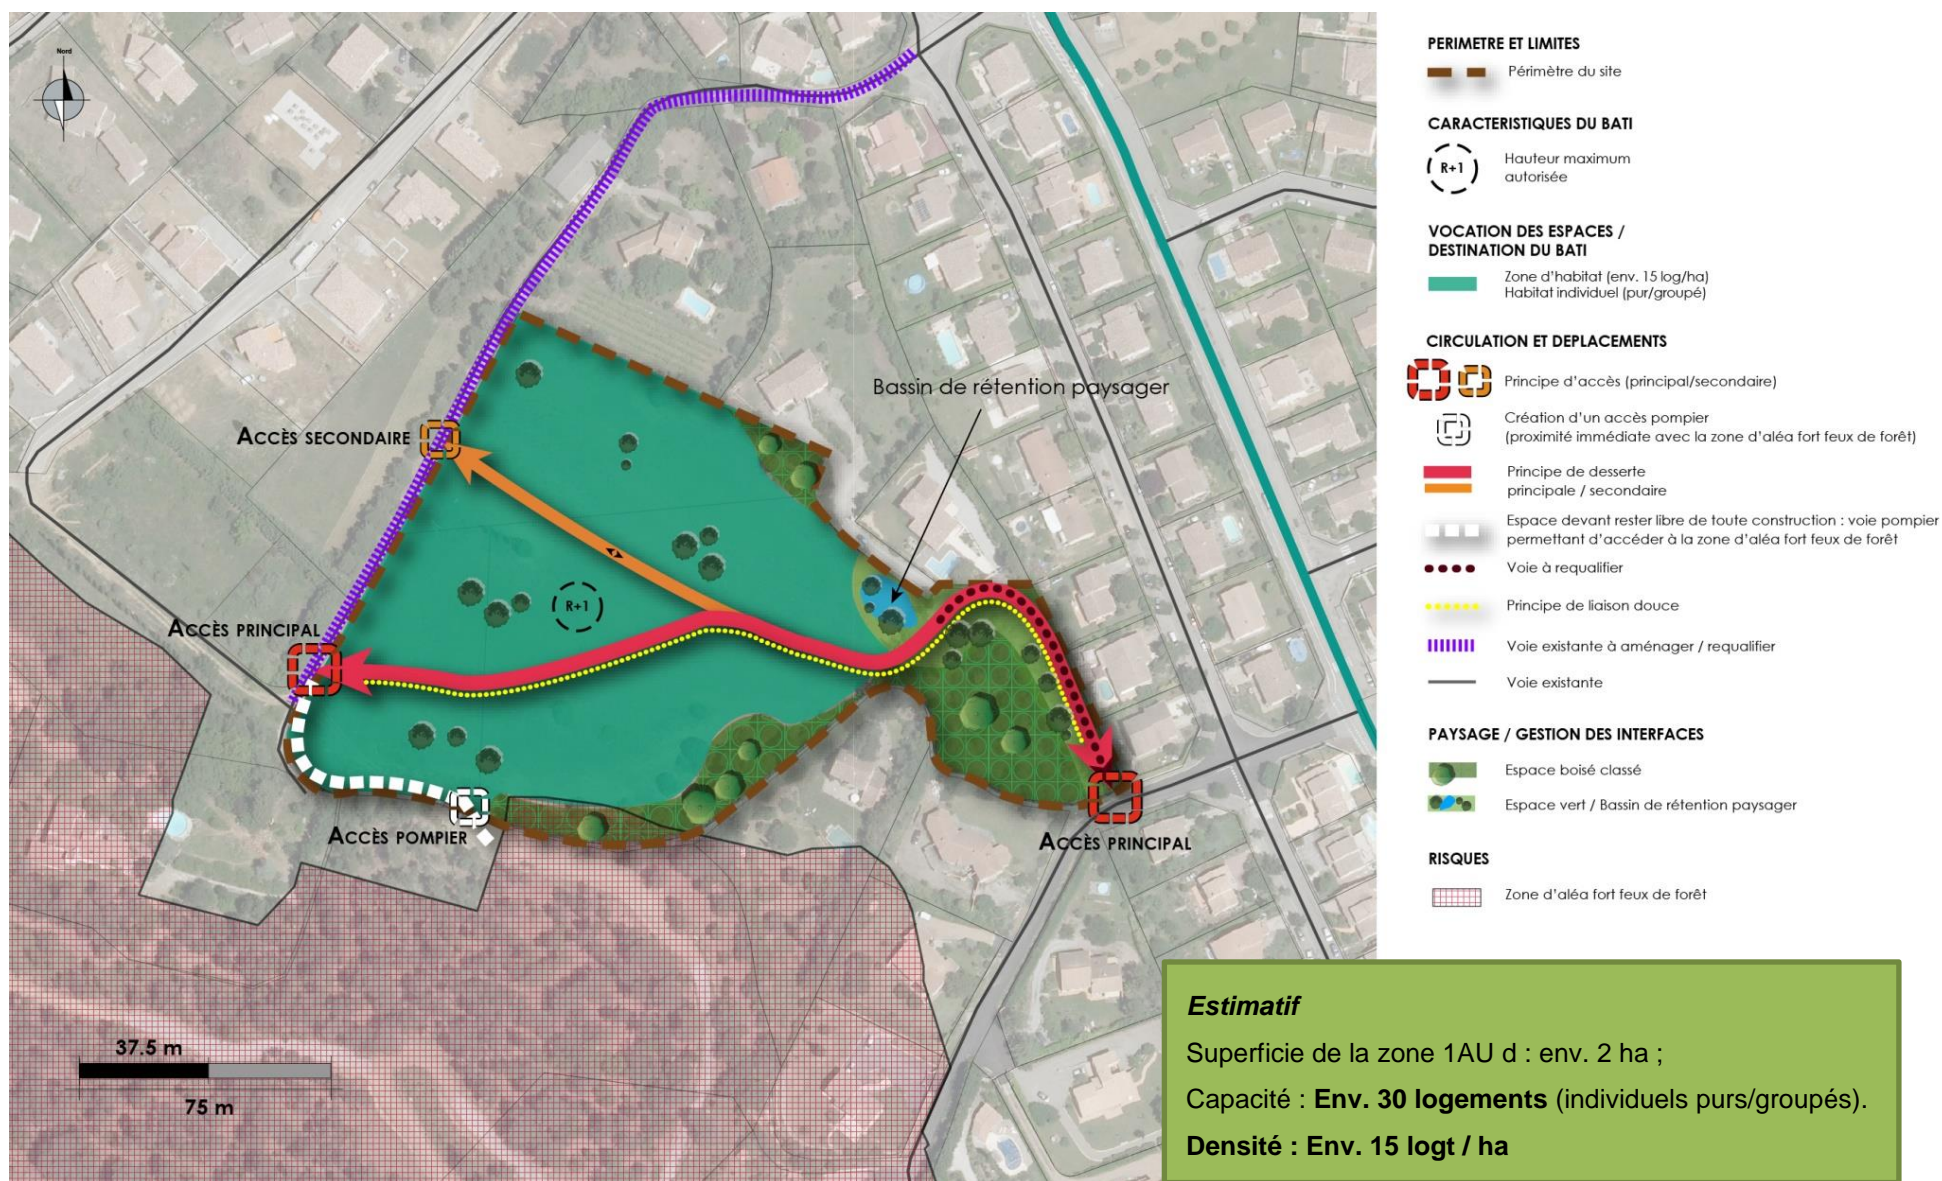 Nord
Bassin de rétention paysager
ACCÈS SECONDAIRE
R+1
ACCÈS PRINCIPAL
ACCÈS POMPIER
ACCÈS PRINCIPAL
37.5 m
75 m
PERIMETRE ET LIMITES
Périmètre du site
CARACTERISTIQUES DU BATI
R+1
Hauteur maximum
autorisée
VOCATION DES ESPACES /
DESTINATION DU BATI
Zone d'habitat (env. 15 log/ha)
Habitat individuel (pur/groupé)
CIRCULATION ET DEPLACEMENTS
Principe d'accès (principal/secondaire)
Création d'un accès pompier
(proximité immédiate avec la zone d'aléa fort feux de forêt)
Principe de desserte
principale / secondaire
Espace devant rester libre de toute construction : voie pompier
permettant d'accéder à la zone d'aléa fort feux de forêt
Voie à requalifier
Principe de liaison douce
Voie existante à aménager / requalifier
Voie existante
PAYSAGE / GESTION DES INTERFACES
Espace boisé classé
Espace vert / Bassin de rétention paysager
RISQUES
Zone d'aléa fort feux de forêt
Estimatif
Superficie de la zone 1AU d : env. 2 ha ;
Capacité : Env. 30 logements (individuels purs/groupés).
Densité : Env. 15 logt / ha